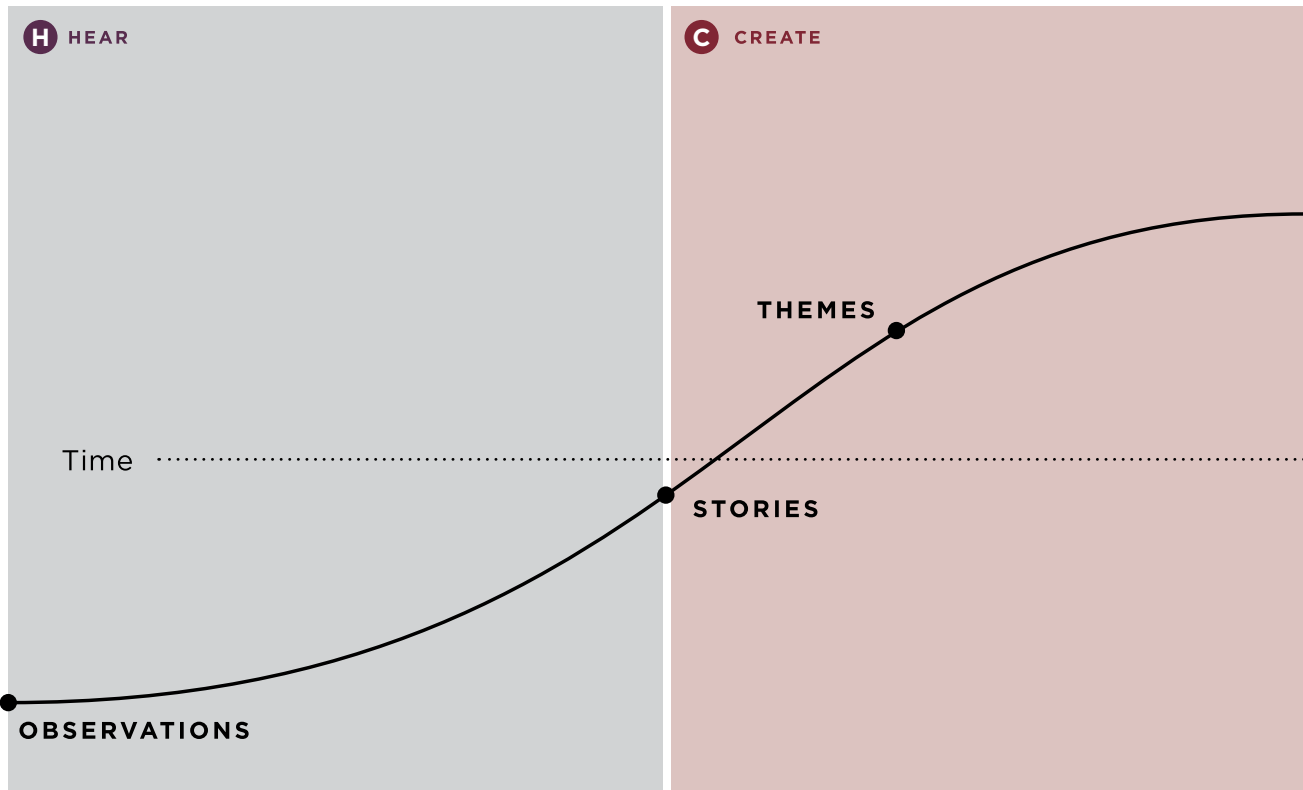 H HEAR
C CREATE
THEMES
Time
STORIES
OBSERVATIONS